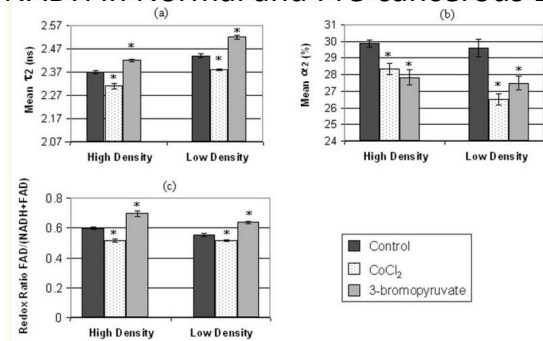 (a)
Mean τ2 (ns)
2.57
2.47
2.37
2.27
2.17
2.07
*
*
*
*
High Density
Low Density
(b)
Mean α2 (%)
31
30
29
28
27
26
25
24
*
*
*
*
High Density
Low Density
(c)
Redox Ratio FAD/(NADH+FAD)
0.8
0.6
0.4
0.2
0
*
*
*
*
High Density
Low Density
Control
CoCl2
3-bromopyruvate